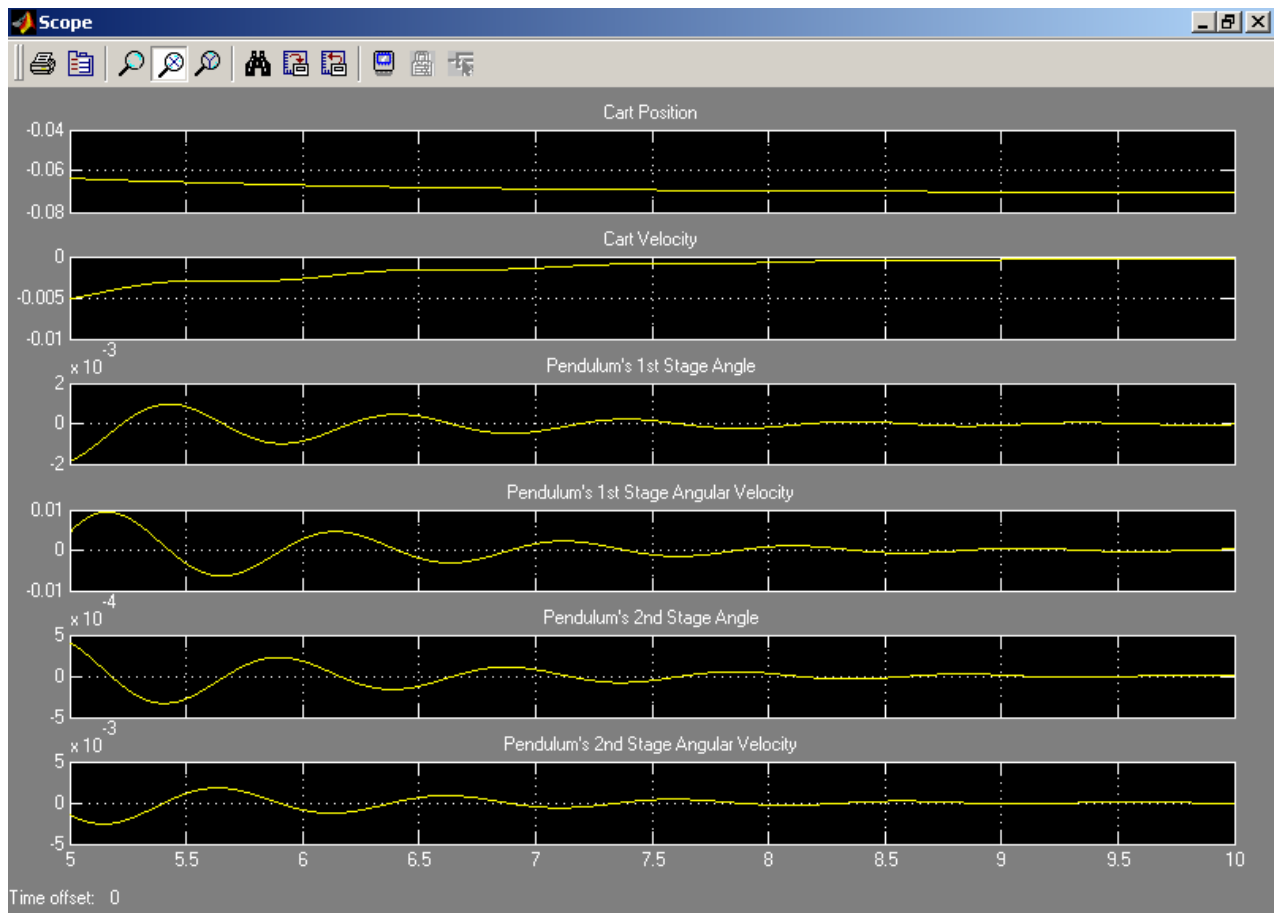 Scope
Cart Position
-0.04
-0.06
-0.08
Cart Velocity
0
-0.005
-0.01
x 10 -3
Pendulum's 1st Stage Angle
2
0
-2
Pendulum's 1st Stage Angular Velocity
0.01
0
-0.01
x 10 -4
Pendulum's 2nd Stage Angle
5
0
-5
x 10 -3
Pendulum's 2nd Stage Angular Velocity
5
0
-5
5 5.5 6 6.5 7 7.5 8 8.5 9 9.5 10
Time offset: 0